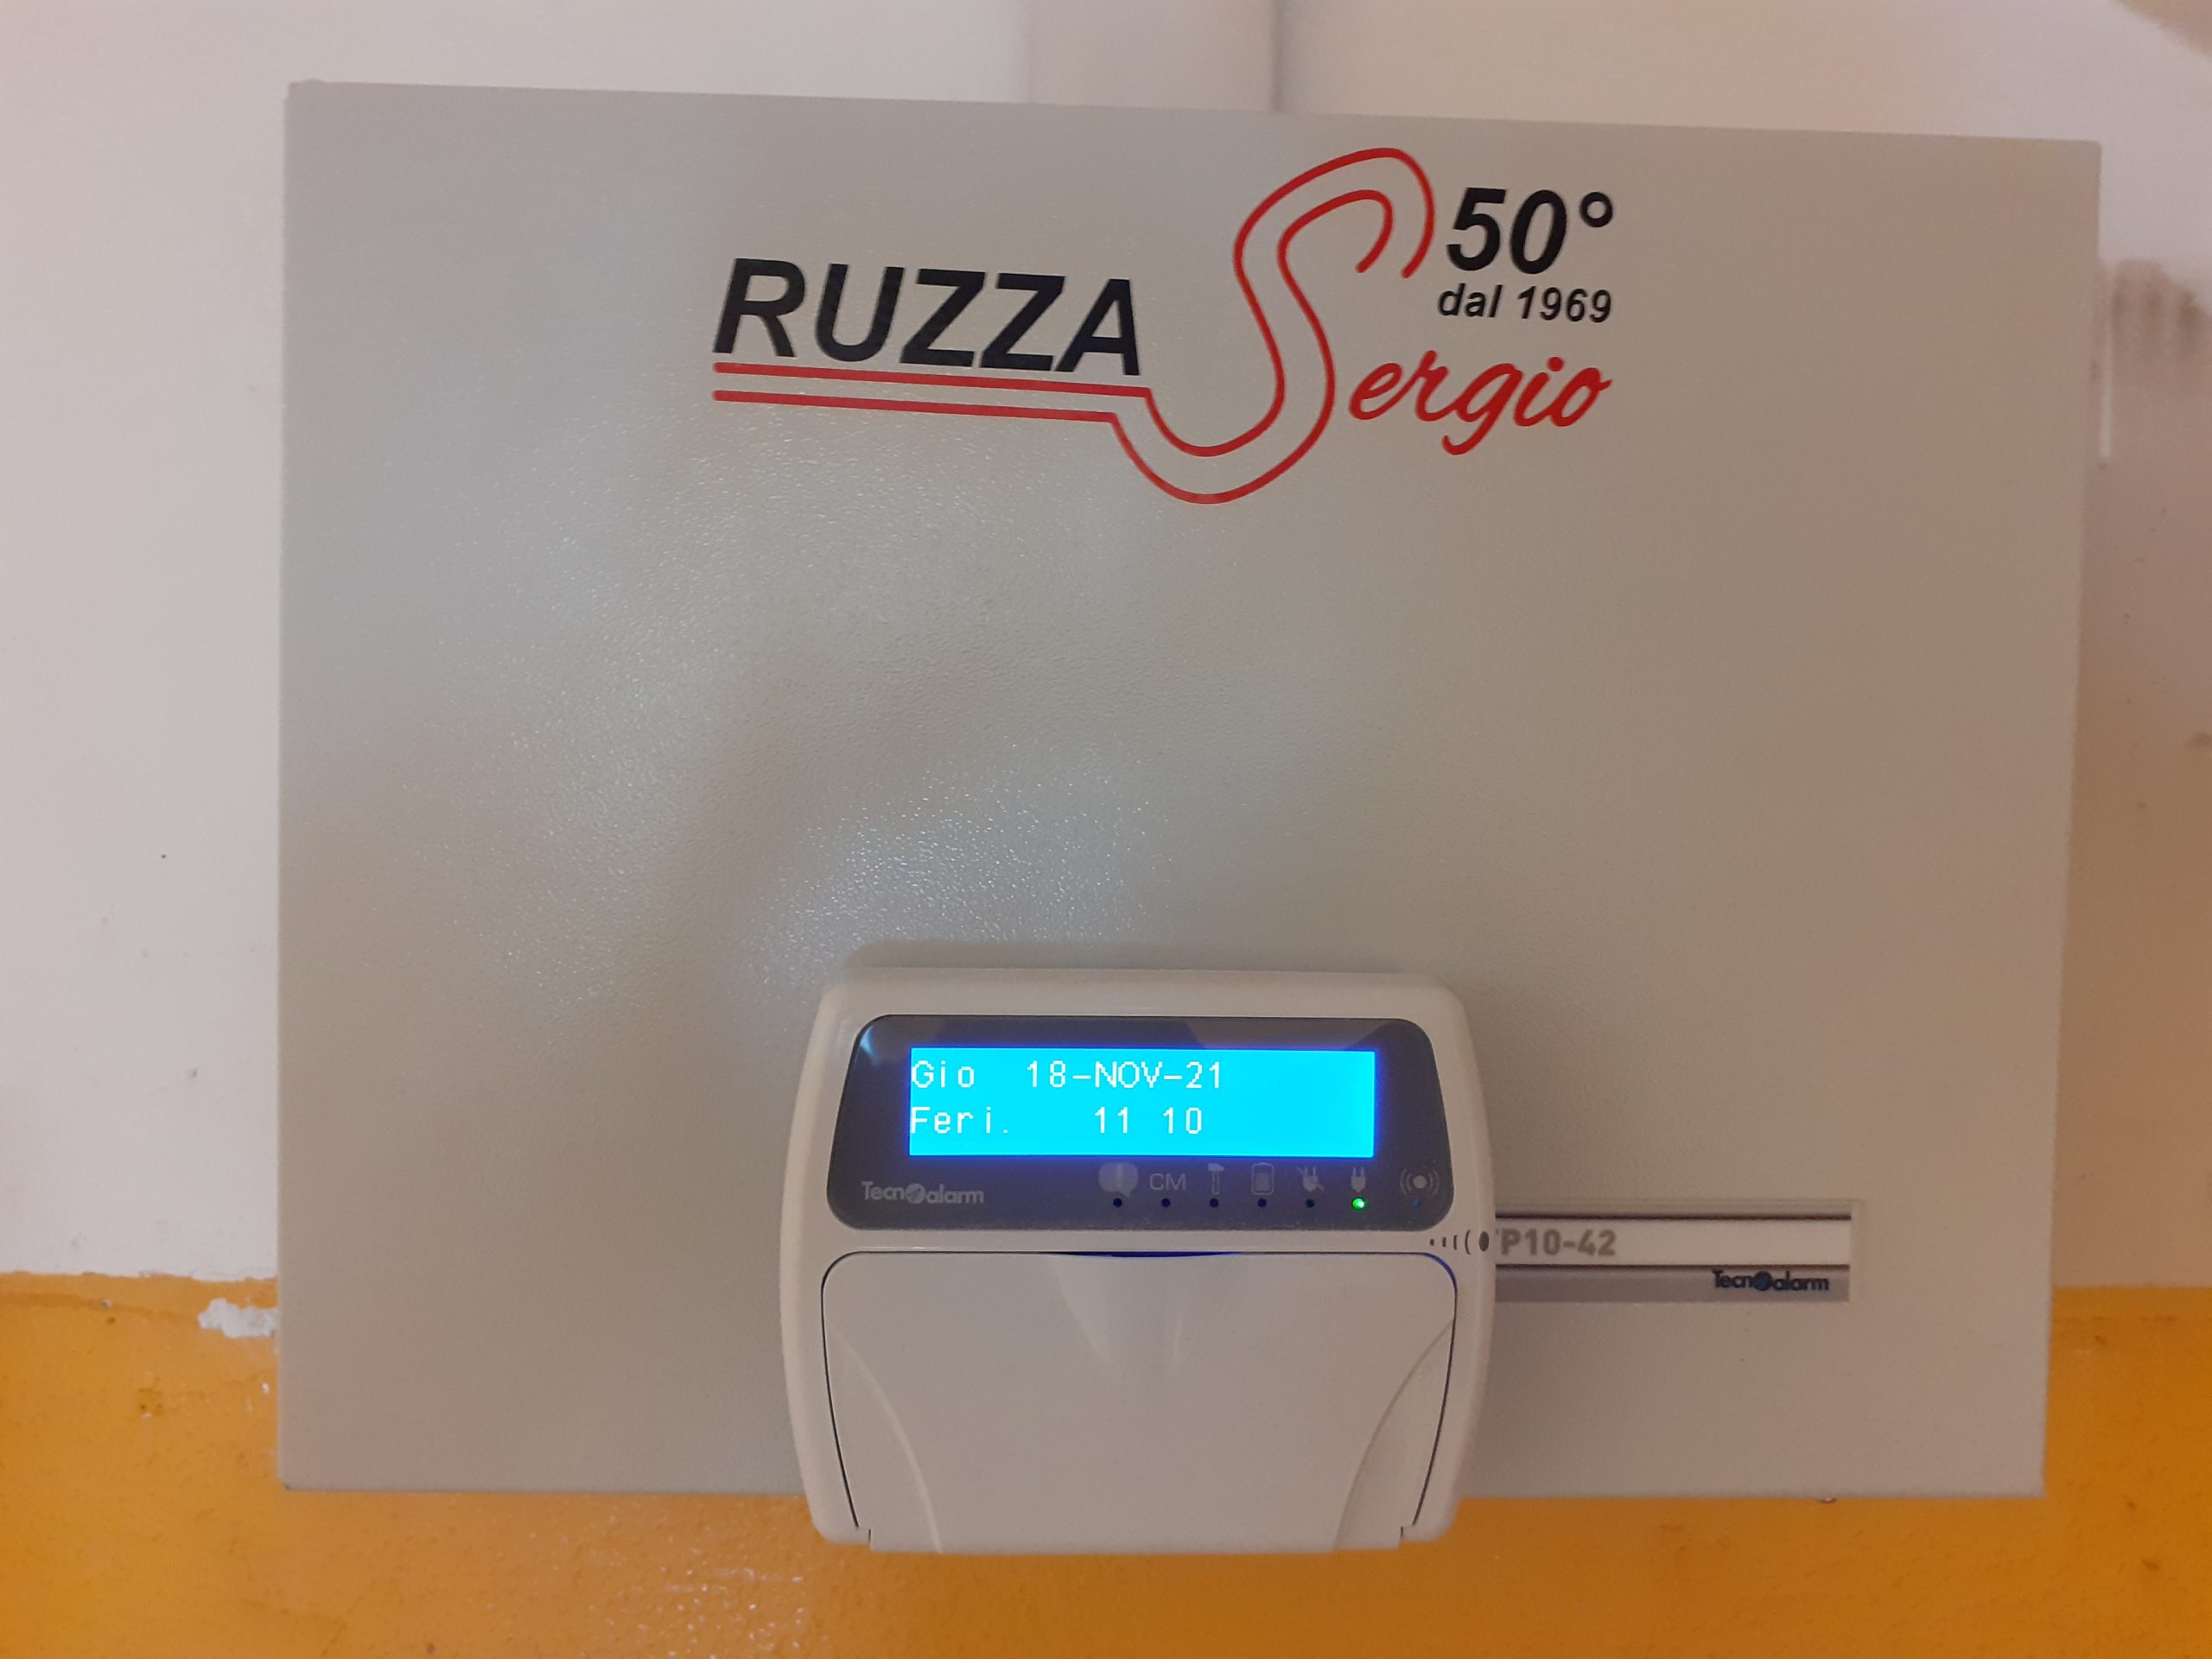 RUZZA Sergio
50°
dal 1969
Gio 18-NOV-21
Feri. 11 10
CM
Tecnoalarm
P10-42
Tecnoalarm